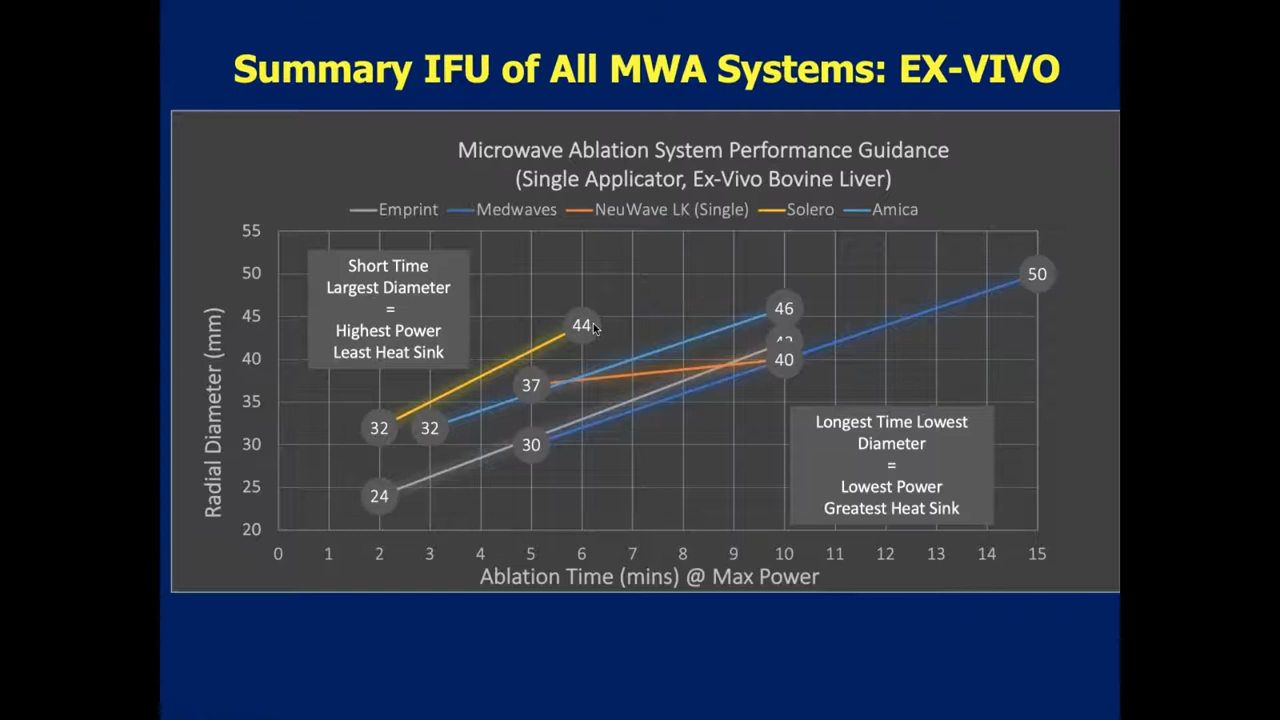 Summary IFU of All MWA Systems: EX-VIVO
Microwave Ablation System Performance Guidance
(Single Applicator, Ex-Vivo Bovine Liver)
Emprint Medwaves NeuWave LK (Single) Solero Amica
55
50
45
40
35
30
25
20
Radial Diameter (mm)
Short Time
Largest Diameter
=
Highest Power
Least Heat Sink
50
46
44
40
37
32 32
30
24
Longest Time Lowest
Diameter
=
Lowest Power
Greatest Heat Sink
0 1 2 3 4 5 6 7 8 9 10 11 12 13 14 15
Ablation Time (mins) @ Max Power